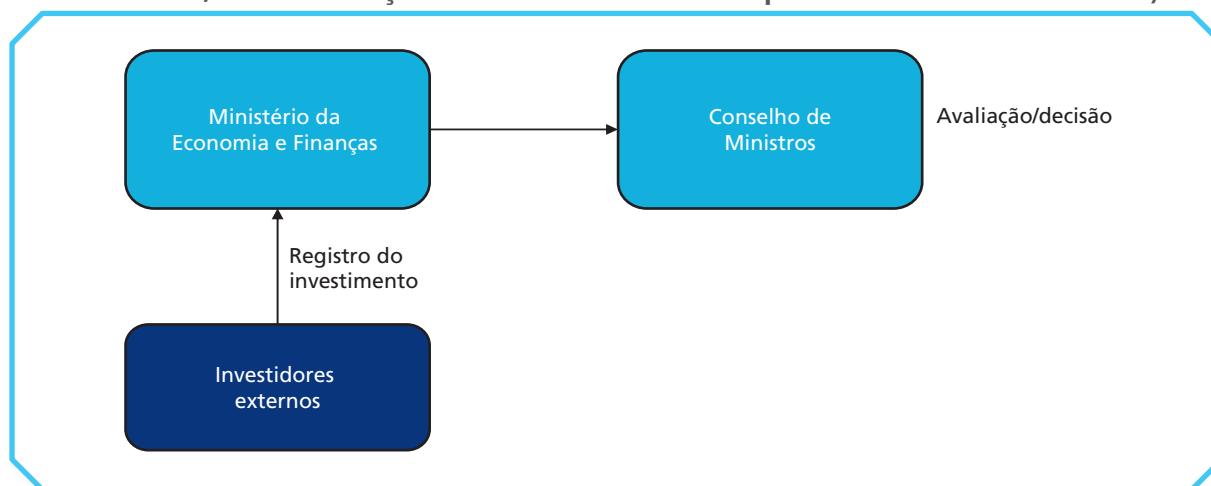 Ministério da
Economia e Finanças
Conselho de
Ministros
Avaliação/decisão
Registro do
investimento
Investidores
externos